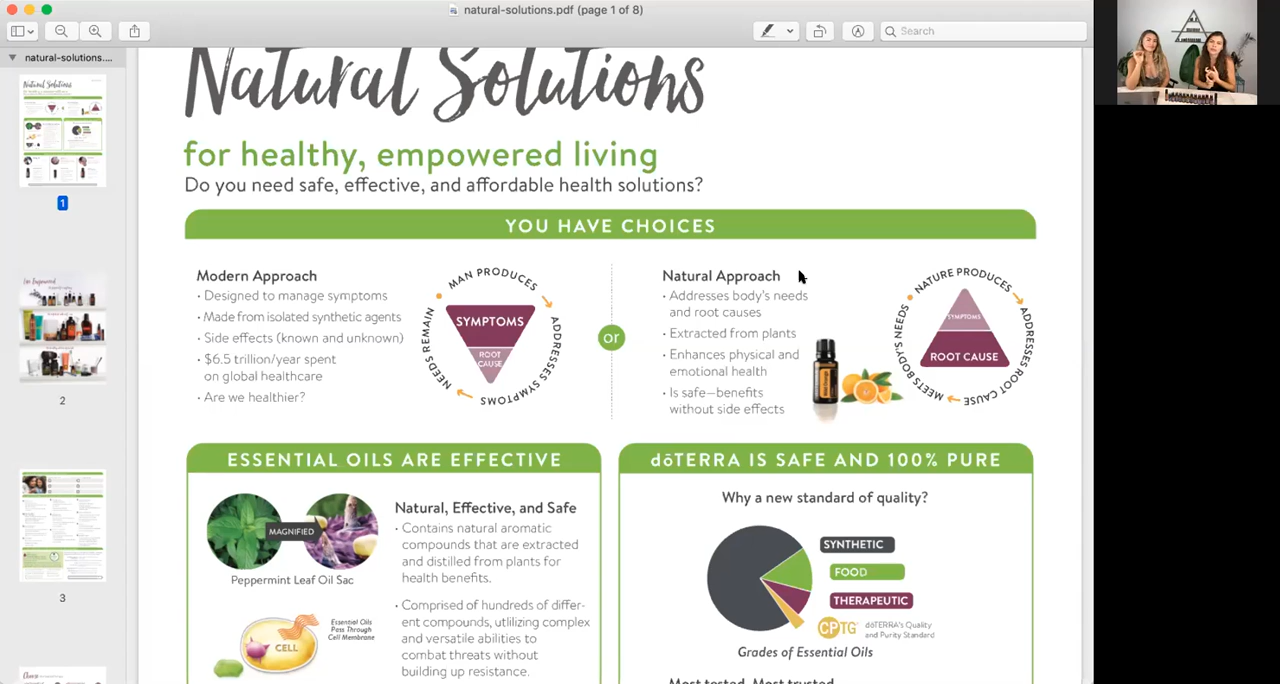 natural-solutions.pdf (page 1 of 8)
Search
natural-solutions....
1
2
3
Natural Solutions
for healthy, empowered living
Do you need safe, effective, and affordable health solutions?
YOU HAVE CHOICES
Modern Approach
· Designed to manage symptoms
· Made from isolated synthetic agents
· Side effects (known and unknown)
· $6.5 trillion/year spent
on global healthcare
· Are we healthier?
MAN PRODUCES
ADDRESSES SYMPTOMS
NEEDS REMAIN
SYMPTOMS
ROOT
CAUSE
or
Natural Approach
· Addresses body's needs
and root causes
· Extracted from plants
· Enhances physical and
emotional health
· Is safe—benefits
without side effects
NATURE PRODUCES
ADDRESSES ROOT CAUSE
MEETS BODY'S NEEDS
SYMPTOMS
ROOT CAUSE
ESSENTIAL OILS ARE EFFECTIVE
MAGNIFIED
Peppermint Leaf Oil Sac
Essential Oils
Pass Through
Cell Membrane
CELL
Natural, Effective, and Safe
· Contains natural aromatic
compounds that are extracted
and distilled from plants for
health benefits.
· Comprised of hundreds of differ-
ent compounds, utlilizing complex
and versatile abilities to
combat threats without
building up resistance.
dōTERRA IS SAFE AND 100% PURE
Why a new standard of quality?
SYNTHETIC
FOOD
THERAPEUTIC
CPTG
dōTERRA's Quality
and Purity Standard
Grades of Essential Oils
Most tested. Most trusted.